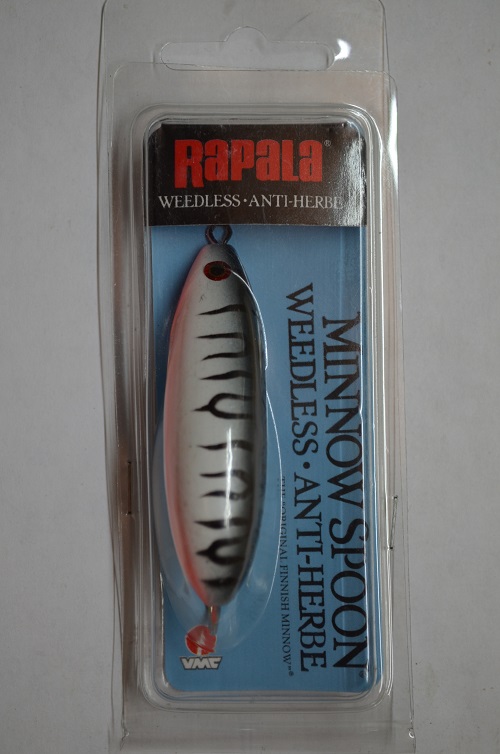 RAPALA®
WEEDLESS • ANTI-HERBE
MINNOW SPOON
WEEDLESS • ANTI-HERBE
THE "ORIGINAL FINNISH MINNOW"®
VMC